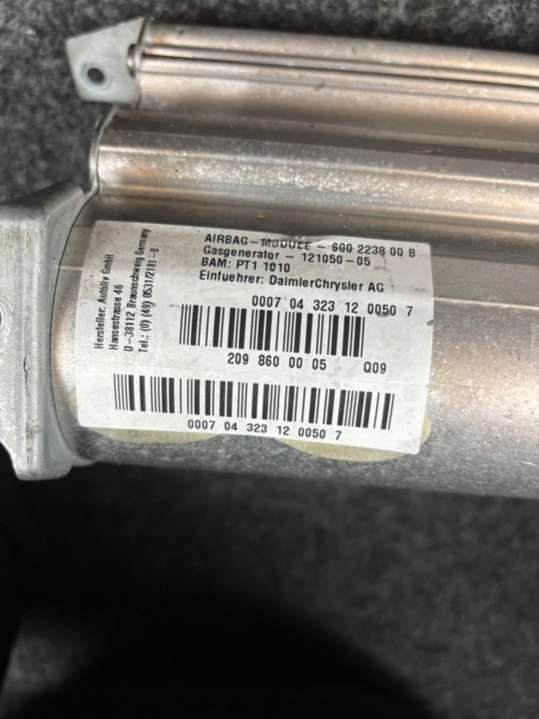 AIRBAG-MODULE - 600 2238 00 B
Gasgenerator - 121050-05
BAM: PT1 1010
Einfuehrer: DaimlerChrysler AG
Hersteller: Autoliv GmbH
Hansestrasse 46
D-38112 Braunschweig Germany
Tel.: (0) (49) 0531/2181-0
0007 04 323 12 0050 7
209 860 00 05 Q09
0007 04 323 12 0050 7